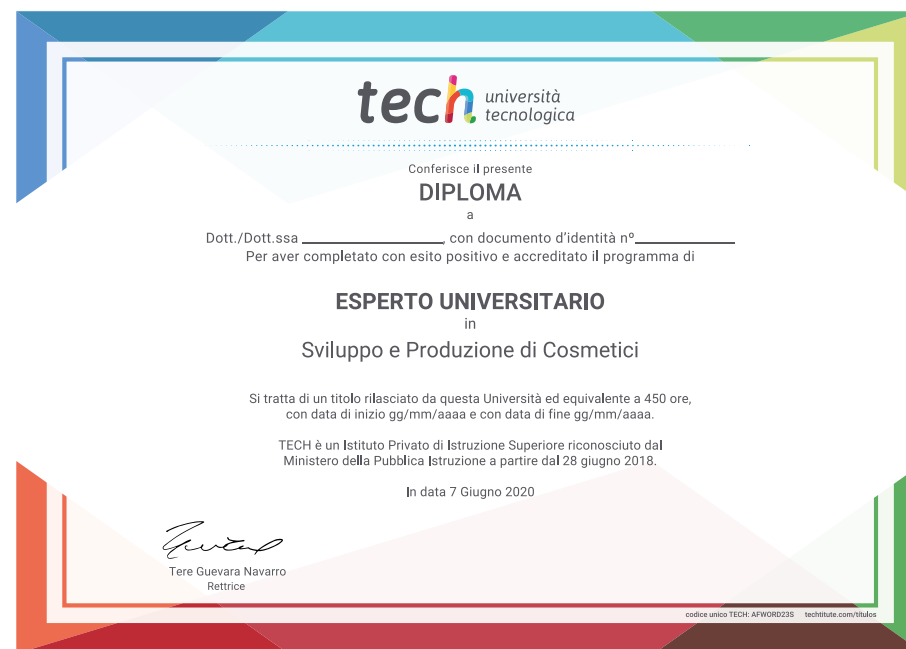 tech università
tecnologica
Conferisce il presente
DIPLOMA
a
Dott./Dott.ssa ________________, con documento d'identità nº____________
Per aver completato con esito positivo e accreditato il programma di
ESPERTO UNIVERSITARIO
in
Sviluppo e Produzione di Cosmetici
Si tratta di un titolo rilasciato da questa Università ed equivalente a 450 ore,
con data di inizio gg/mm/aaaa e con data di fine gg/mm/aaaa.
TECH è un Istituto Privato di Istruzione Superiore riconosciuto dal
Ministero della Pubblica Istruzione a partire dal 28 giugno 2018.
In data 7 Giugno 2020
Tere Guevara Navarro
Rettrice
codice unico TECH: AFWORD23S techtitute.com/titulos